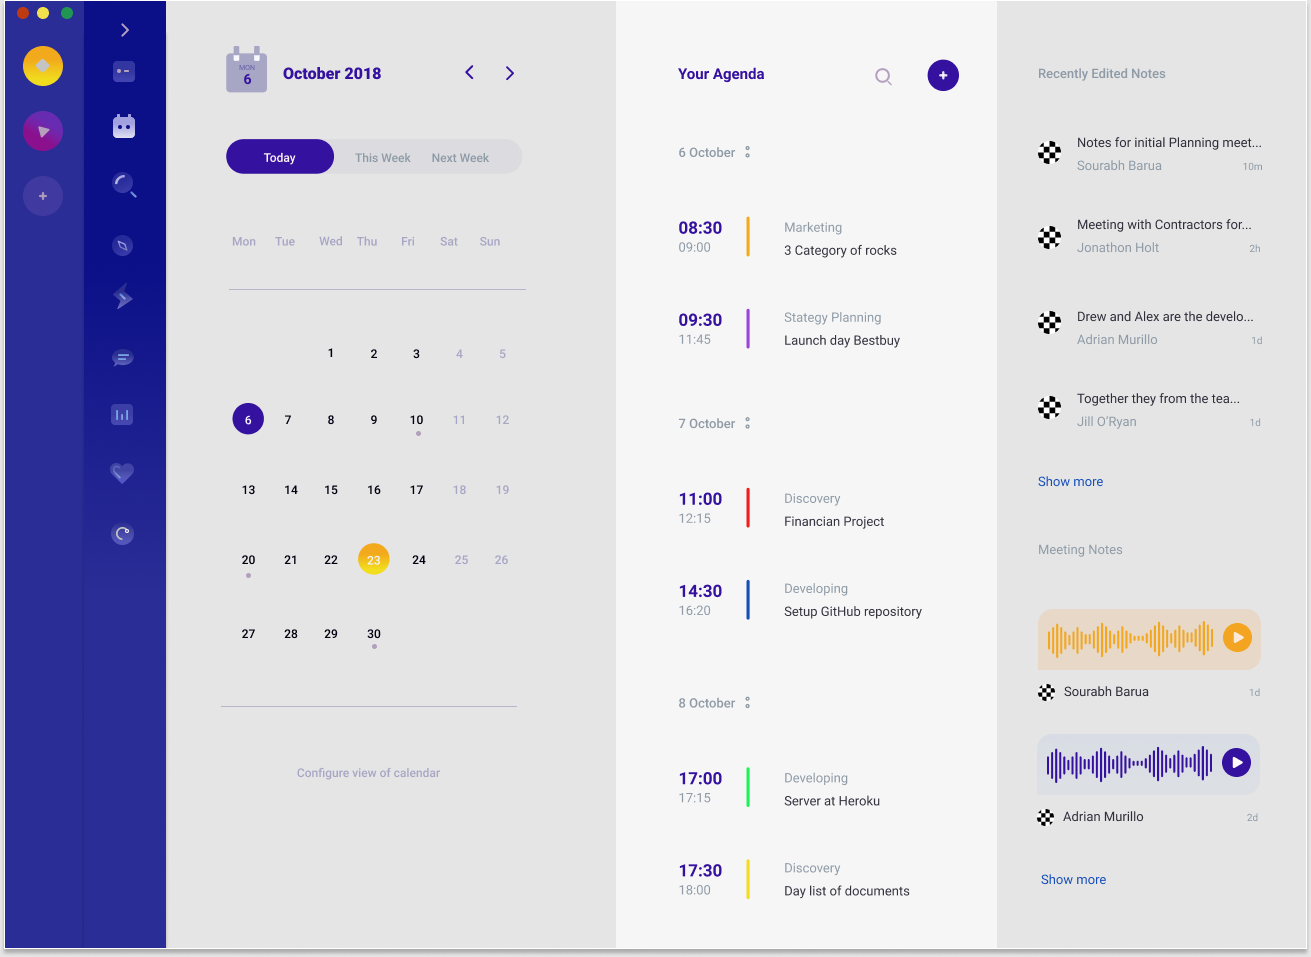 MON
6
October 2018
Today
This Week
Next Week
Mon Tue Wed Thu Fri Sat Sun
1 2 3 4 5
6 7 8 9 10 11 12
13 14 15 16 17 18 19
20 21 22 23 24 25 26
27 28 29 30
Configure view of calendar
Your Agenda
6 October
08:30 Marketing
09:00 3 Category of rocks
09:30 Stategy Planning
11:45 Launch day Bestbuy
7 October
11:00 Discovery
12:15 Financian Project
14:30 Developing
16:20 Setup GitHub repository
8 October
17:00 Developing
17:15 Server at Heroku
17:30 Discovery
18:00 Day list of documents
Recently Edited Notes
Notes for initial Planning meet...
Sourabh Barua 10m
Meeting with Contractors for...
Jonathon Holt 2h
Drew and Alex are the develo...
Adrian Murillo 1d
Together they from the tea...
Jill O'Ryan 1d
Show more
Meeting Notes
Sourabh Barua 1d
Adrian Murillo 2d
Show more